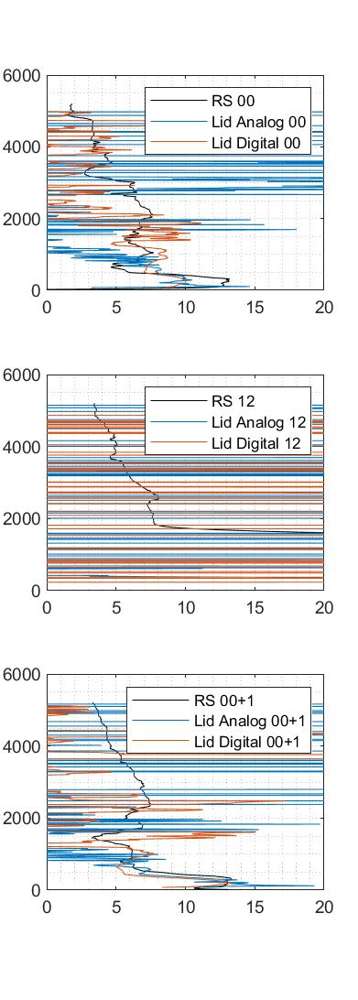 6000
RS 00
Lid Analog 00
4000
Lid Digital 00
2000
0
0 5 10 15 20
6000
RS 12
Lid Analog 12
4000
Lid Digital 12
2000
0
0 5 10 15 20
6000
RS 00+1
Lid Analog 00+1
4000
Lid Digital 00+1
2000
0
0 5 10 15 20